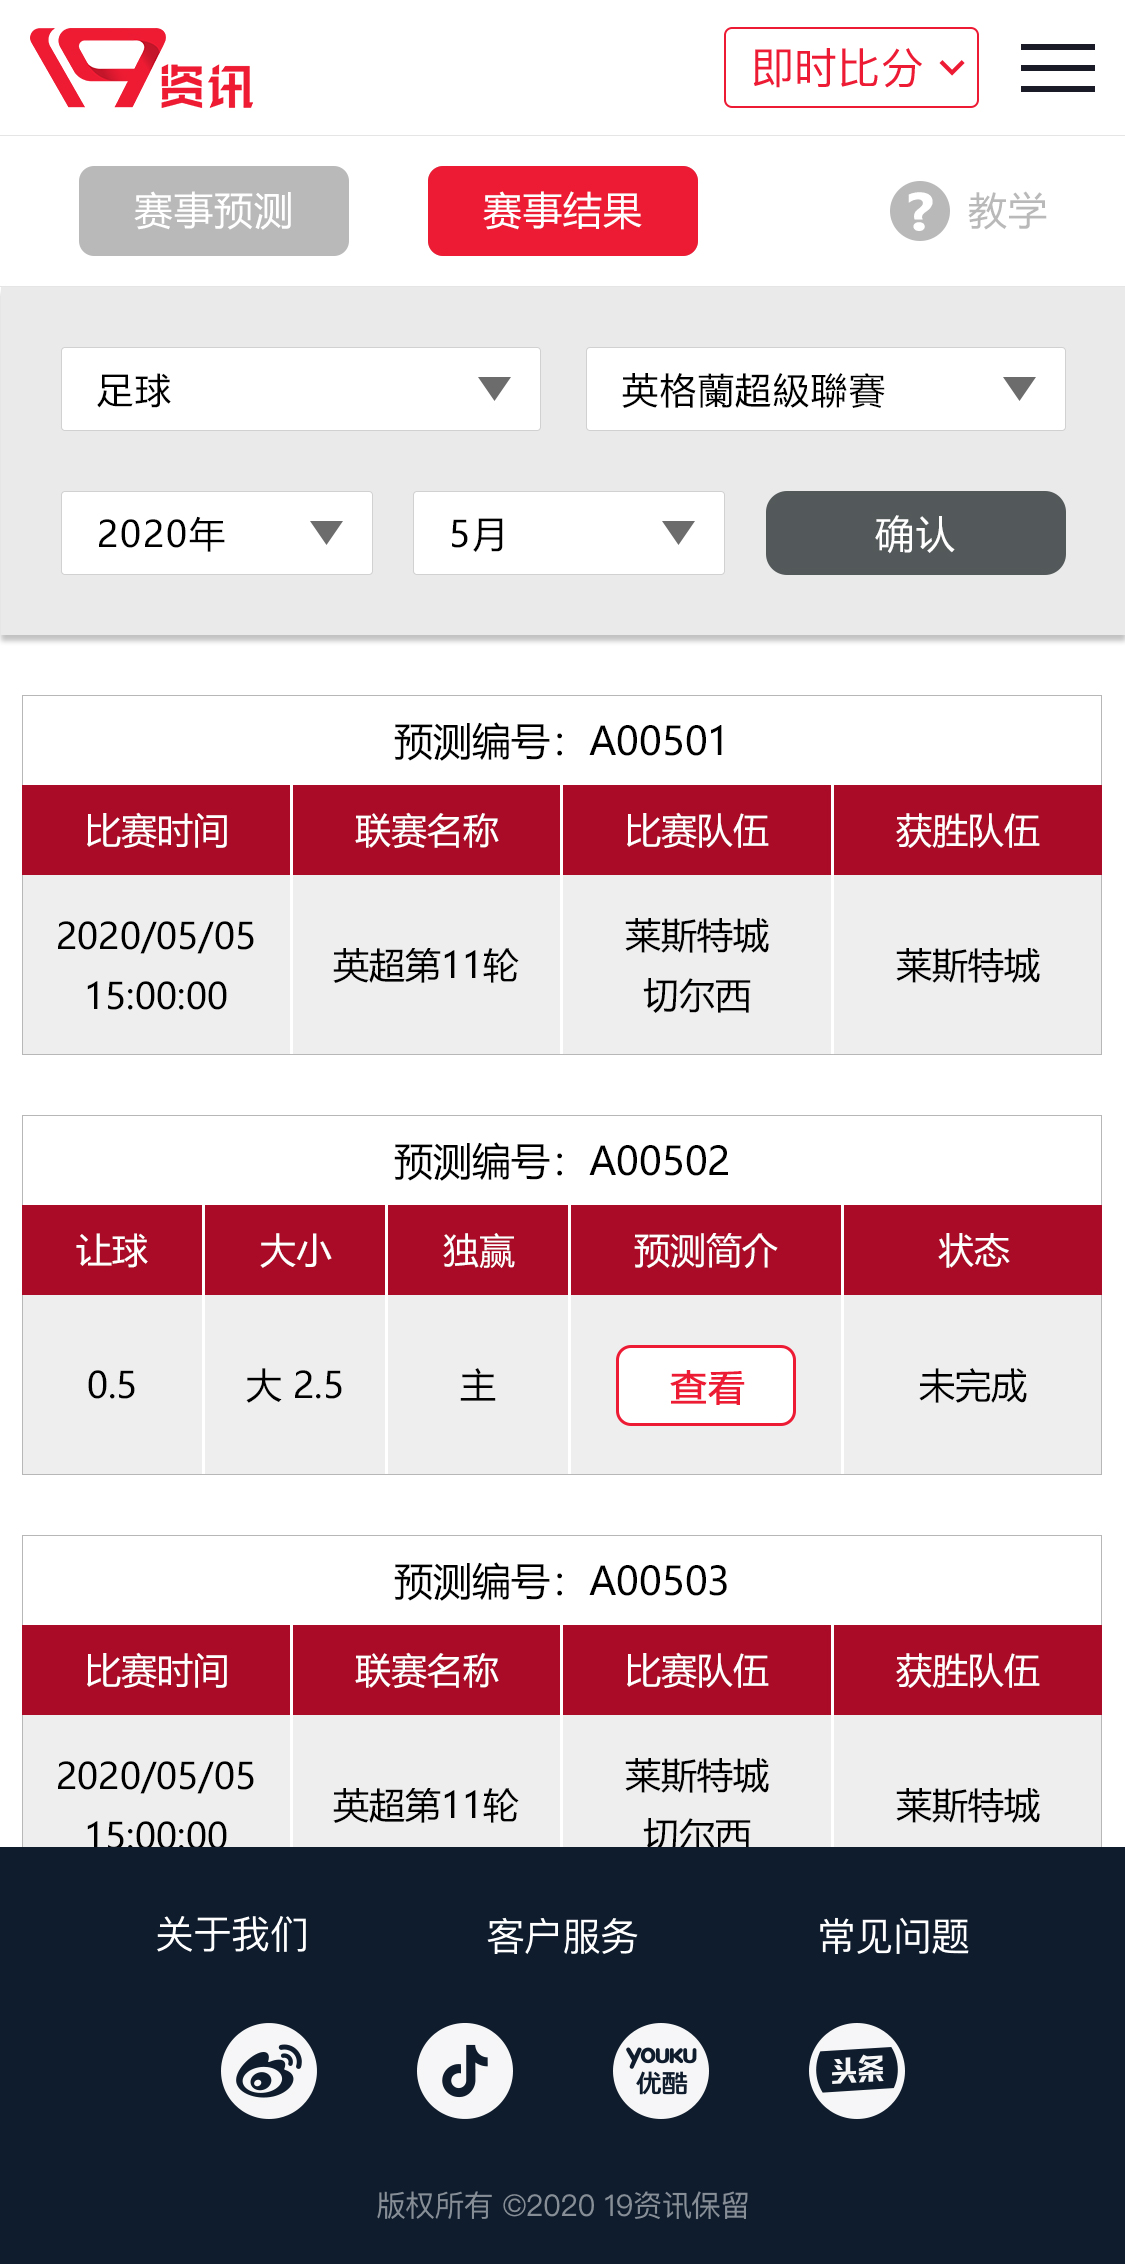 19资讯
即时比分
赛事预测
赛事结果
? 教学
足球
英格蘭超級聯賽
2020年
5月
确认
预测编号：A00501
比赛时间 联赛名称 比赛队伍 获胜队伍
2020/05/05
15:00:00
英超第11轮
莱斯特城
切尔西
莱斯特城
预测编号：A00502
让球 大小 独赢 预测简介 状态
0.5 大 2.5 主 查看 未完成
预测编号：A00503
比赛时间 联赛名称 比赛队伍 获胜队伍
2020/05/05
15:00:00
英超第11轮
莱斯特城
切尔西
莱斯特城
关于我们 客户服务 常见问题
YOUKU
优酷
头条
版权所有 ©2020 19资讯保留